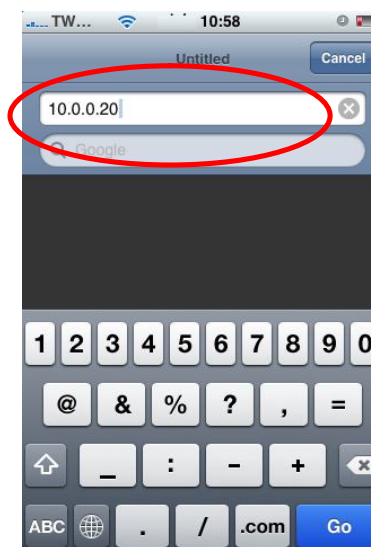 TW... 10:58
Untitled Cancel
10.0.0.20
Google
1 2 3 4 5 6 7 8 9 0
@ & % ? , =
_ : - +
ABC . / .com Go